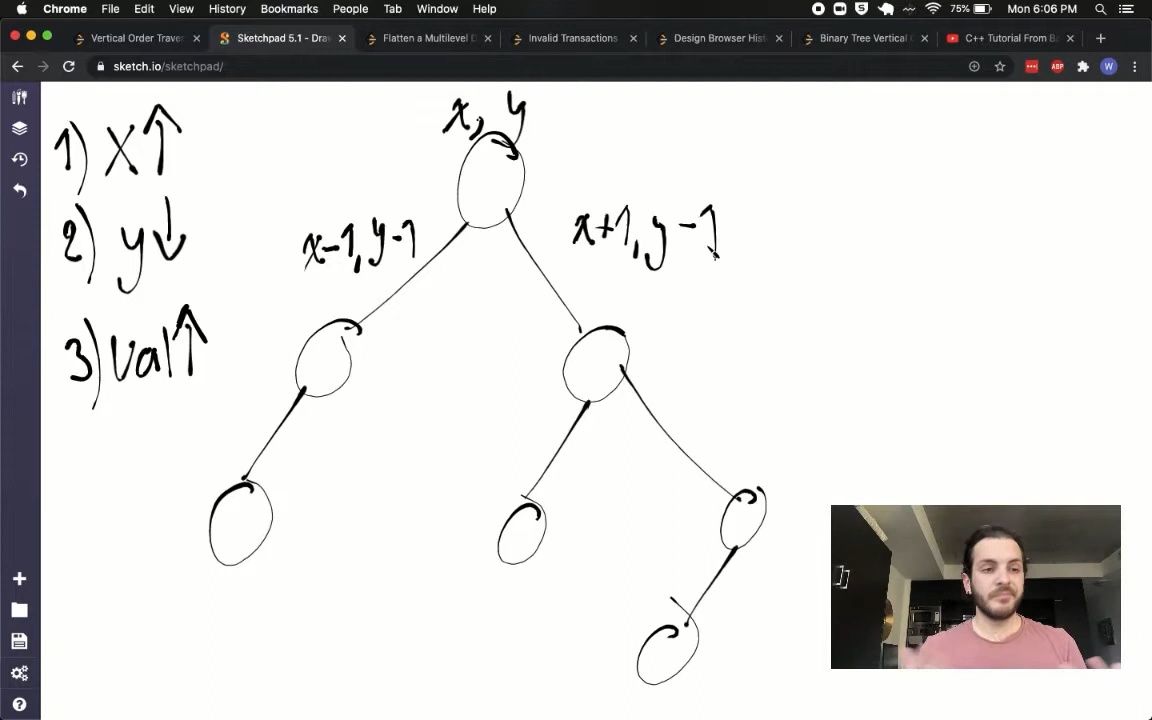 Chrome File Edit View History Bookmarks People Tab Window Help
75% Mon 6:06 PM
Vertical Order Traver
Sketchpad 5.1 - Draw
Flatten a Multilevel D
Invalid Transactions
Design Browser Hist
Binary Tree Vertical O
C++ Tutorial From Ba
sketch.io/sketchpad/
ABP
W
x, y
1) X↑
2) y↓
x-1, y-1
x+1, y-1
3) Val↑